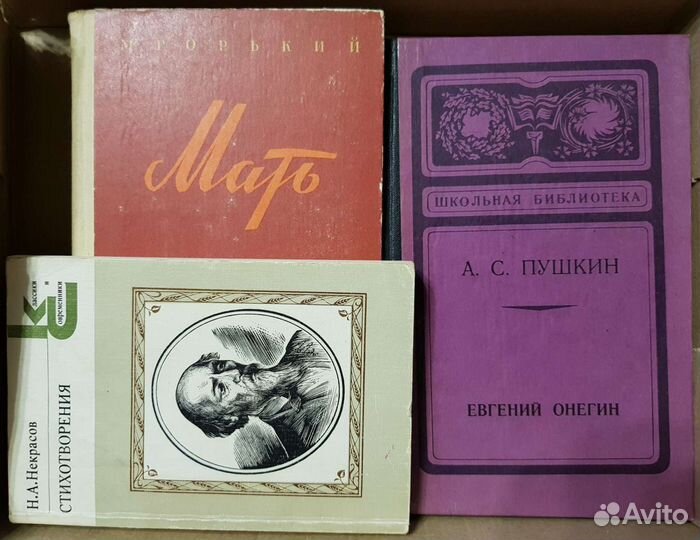 М. ГОРЬКИЙ
Мать
ШКОЛЬНАЯ БИБЛИОТЕКА
А. С. ПУШКИН
ЕВГЕНИЙ ОНЕГИН
Классики и Современники
Н.А.Некрасов
СТИХОТВОРЕНИЯ
Avito